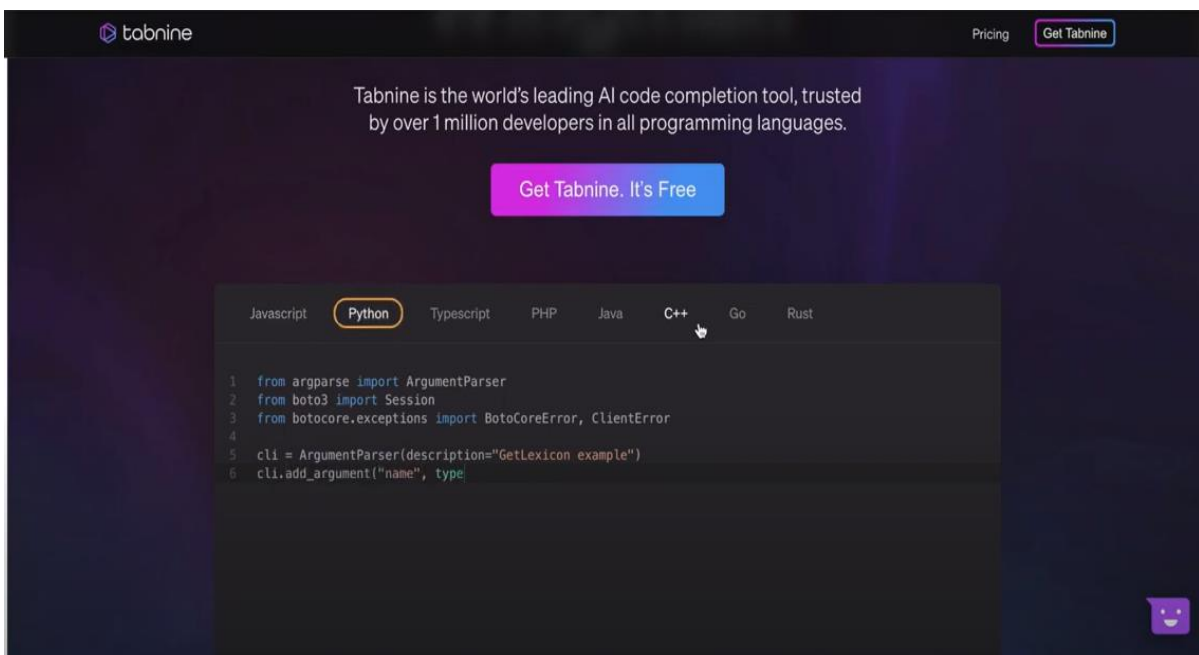 tabnine
Pricing
Get Tabnine
Tabnine is the world's leading AI code completion tool, trusted
by over 1 million developers in all programming languages.
Get Tabnine. It's Free
Javascript Python Typescript PHP Java C++ Go Rust
1 from argparse import ArgumentParser
2 from boto3 import Session
3 from botocore.exceptions import BotoCoreError, ClientError
4
5 cli = ArgumentParser(description="GetLexicon example")
6 cli.add_argument("name", type